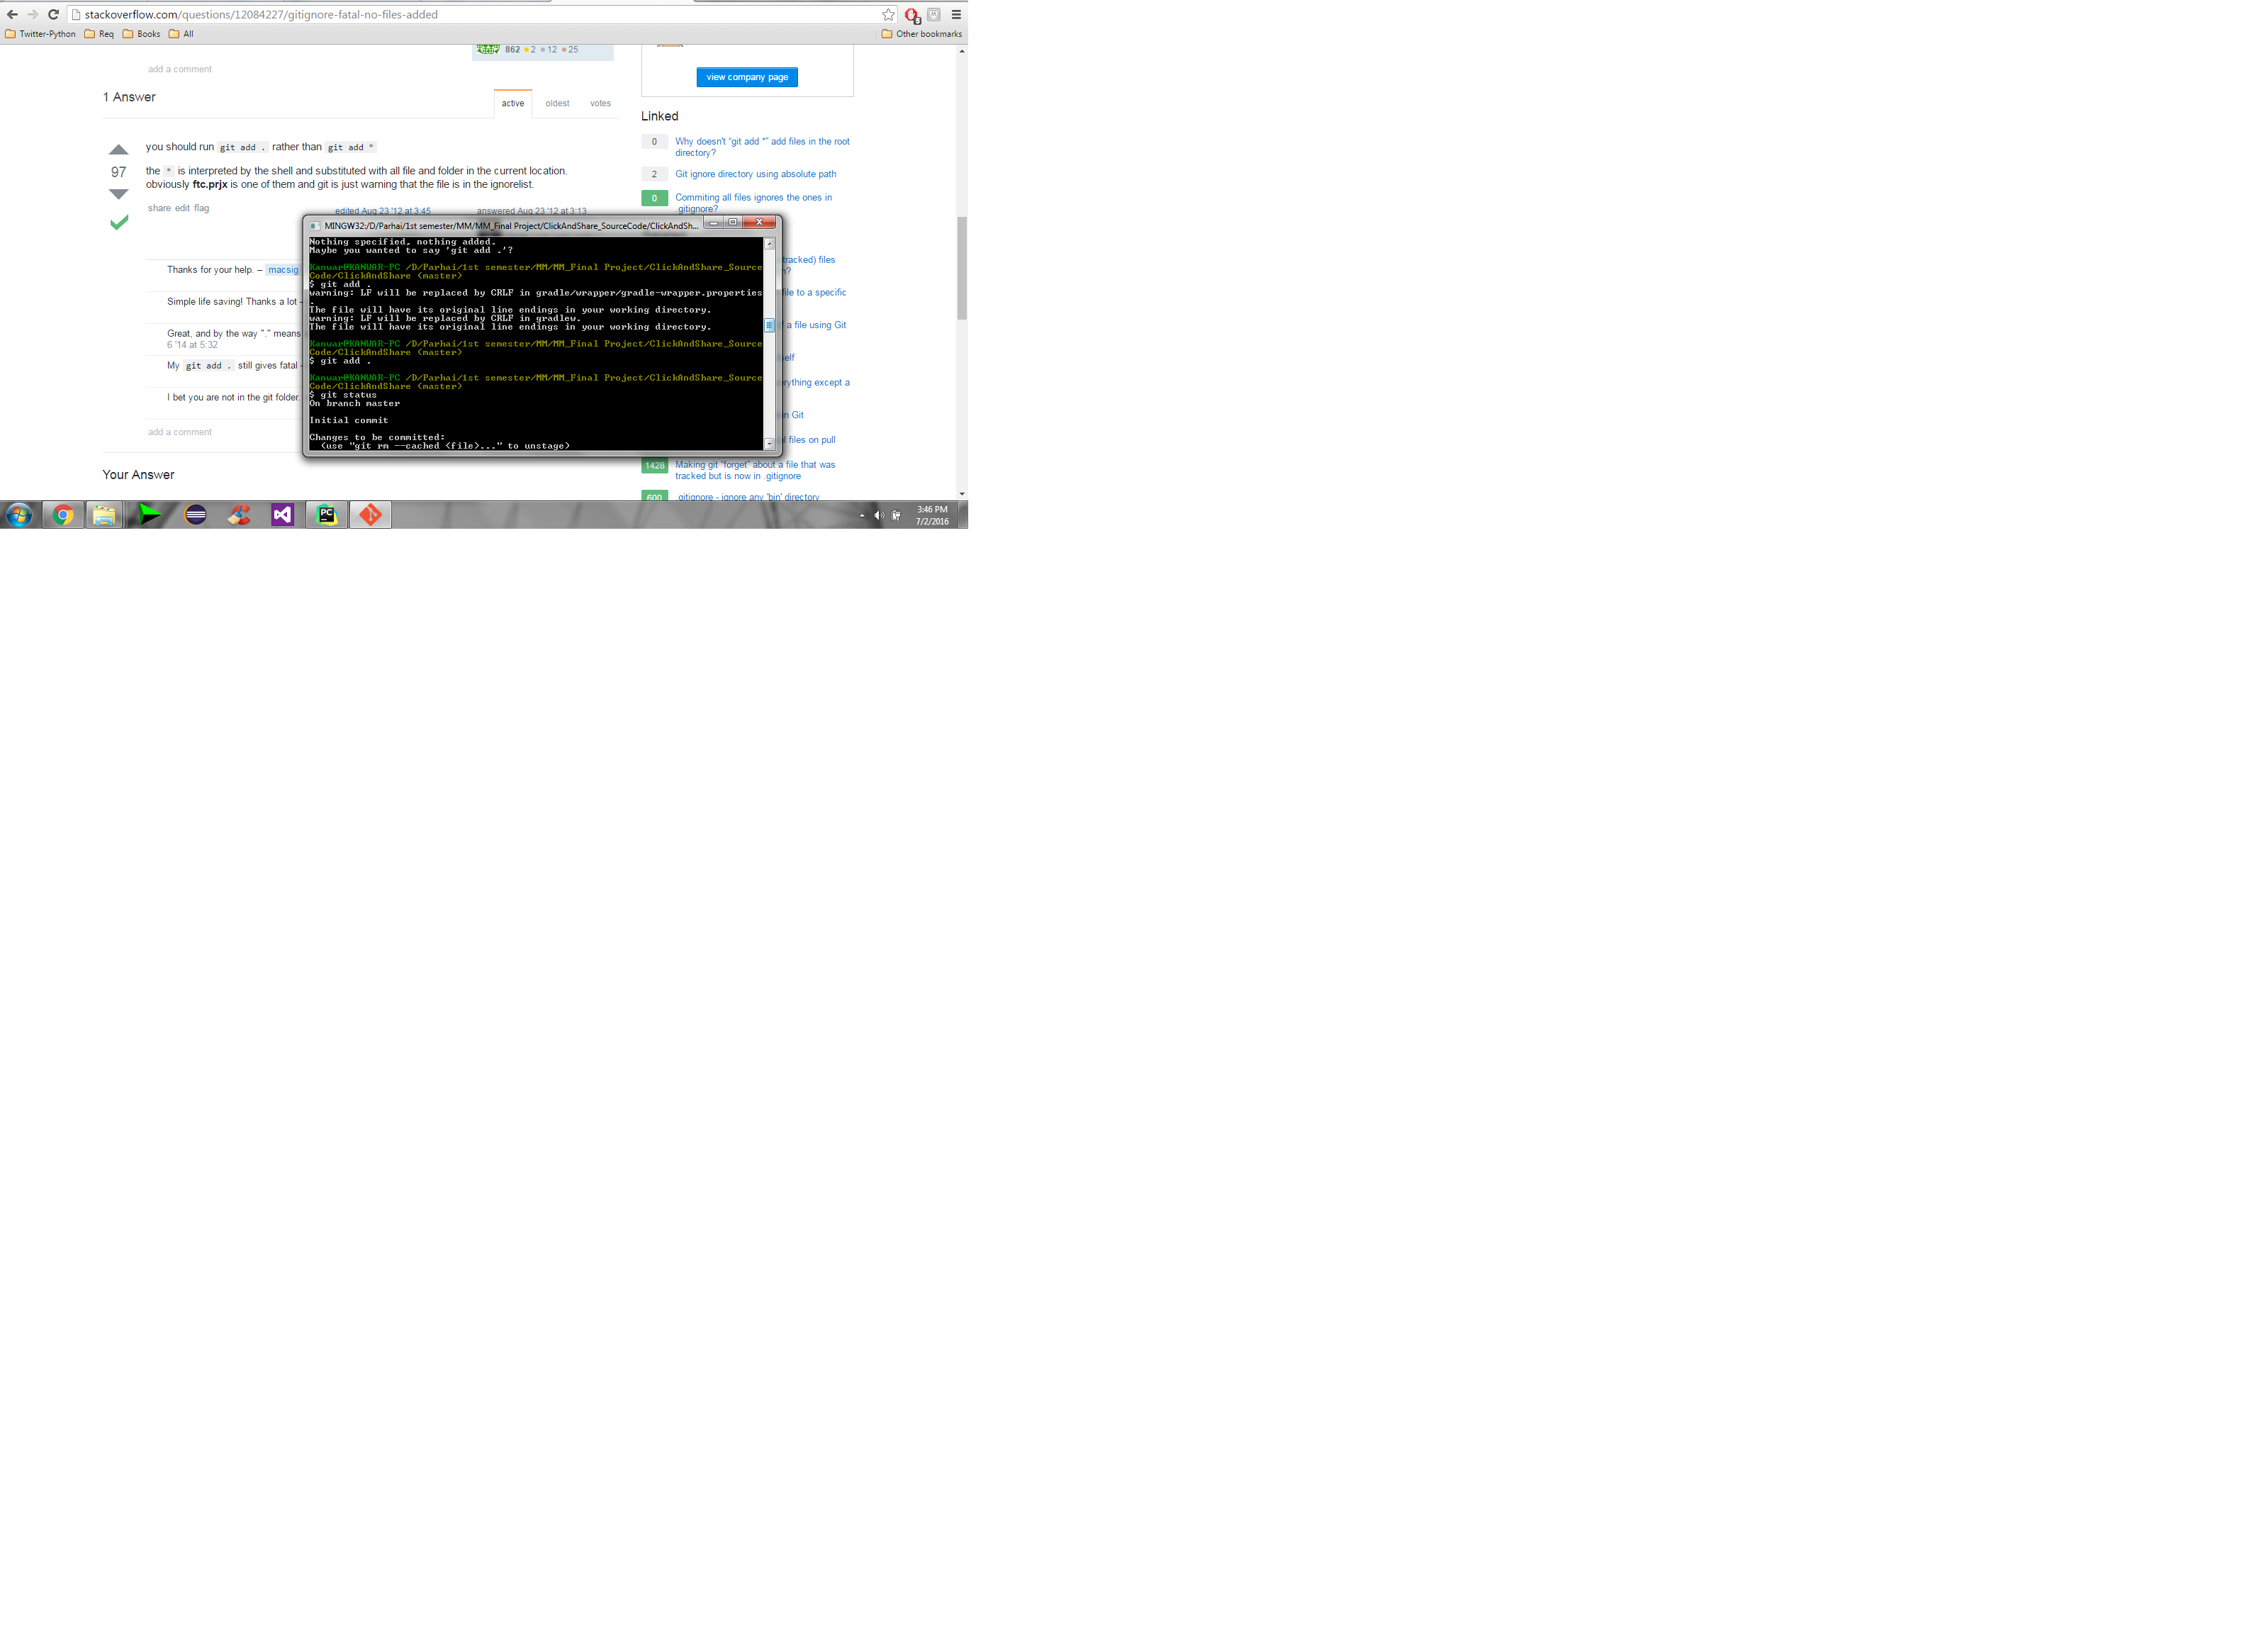 stackoverflow.com/questions/12084227/gitignore-fatal-no-files-added
Twitter-Python Req Books All Other bookmarks
862 2 12 25
add a comment
view company page
1 Answer
active oldest votes
you should run git add . rather than git add *
97
the * is interpreted by the shell and substituted with all file and folder in the current location.
obviously ftc.prjx is one of them and git is just warning that the file is in the ignorelist.
share edit flag
edited Aug 23 '12 at 3:45
answered Aug 23 '12 at 3:13
Thanks for your help. – macsig
Simple life saving! Thanks a lot
Great, and by the way "." means
6 '14 at 5:32
My git add . still gives fatal
I bet you are not in the git folder.
add a comment
Your Answer
Linked
0 Why doesn't "git add *" add files in the root
directory?
2 Git ignore directory using absolute path
0 Commiting all files ignores the ones in
.gitignore?
tracked) files
file to a specific
a file using Git
self
erything except a
in Git
files on pull
1428 Making git "forget" about a file that was
tracked but is now in .gitignore
600 .gitignore - ignore any 'bin' directory
MINGW32:/D/Parhai/1st semester/MM/MM_Final Project/ClickAndShare_SourceCode/ClickAndSh...
Nothing specified, nothing added.
Maybe you wanted to say 'git add .'?
Kanwar@KANWAR-PC /D/Parhai/1st semester/MM/MM_Final Project/ClickAndShare_Source
Code/ClickAndShare (master)
$ git add .
warning: LF will be replaced by CRLF in gradle/wrapper/gradle-wrapper.properties
.
The file will have its original line endings in your working directory.
warning: LF will be replaced by CRLF in gradlew.
The file will have its original line endings in your working directory.
Kanwar@KANWAR-PC /D/Parhai/1st semester/MM/MM_Final Project/ClickAndShare_Source
Code/ClickAndShare (master)
$ git add .
Kanwar@KANWAR-PC /D/Parhai/1st semester/MM/MM_Final Project/ClickAndShare_Source
Code/ClickAndShare (master)
$ git status
On branch master
Initial commit
Changes to be committed:
(use "git rm --cached <file>..." to unstage)
PC
3:46 PM
7/2/2016